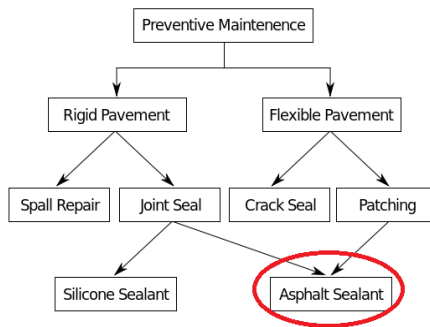 Preventive Maintenence
Rigid Pavement
Flexible Pavement
Spall Repair
Joint Seal
Crack Seal
Patching
Silicone Sealant
Asphalt Sealant